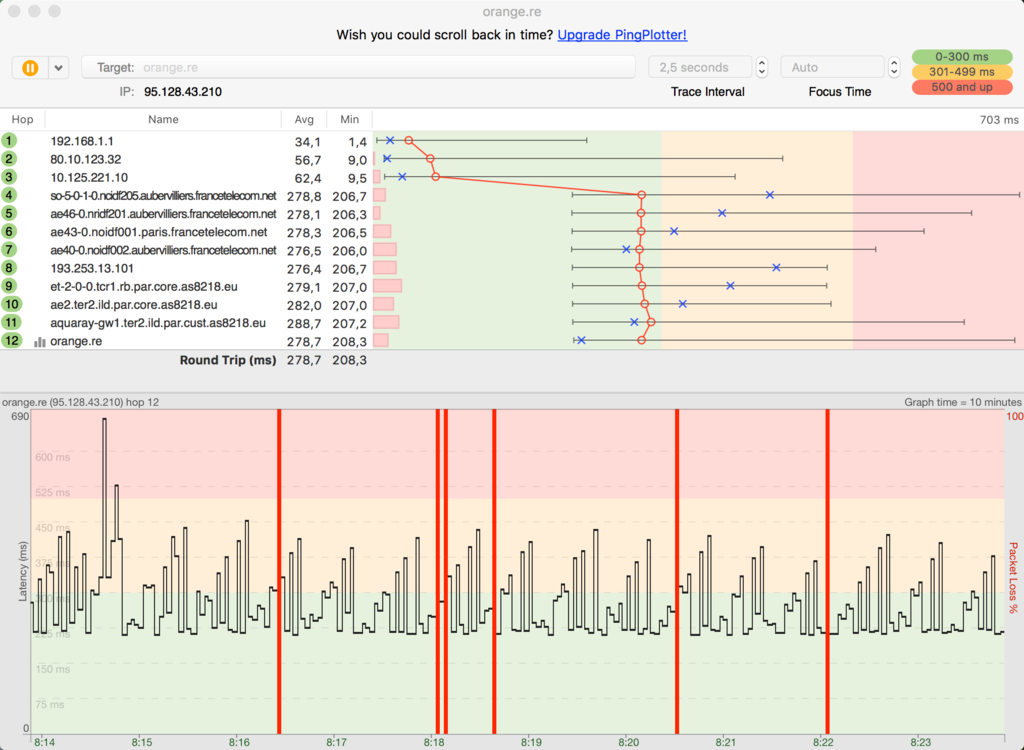 orange.re
Wish you could scroll back in time? Upgrade PingPlotter!
Target: orange.re 2,5 seconds Auto
IP: 95.128.43.210 Trace Interval Focus Time
0-300 ms
301-499 ms
500 and up
Hop Name Avg Min 703 ms
1 192.168.1.1 34,1 1,4
2 80.10.123.32 56,7 9,0
3 10.125.221.10 62,4 9,5
4 so-5-0-1-0.ncidf205.aubervilliers.francetelecom.net 278,8 206,7
5 ae46-0.nridf201.aubervilliers.francetelecom.net 278,1 206,3
6 ae43-0.noidf001.paris.francetelecom.net 278,3 206,5
7 ae40-0.noidf002.aubervilliers.francetelecom.net 276,5 206,0
8 193.253.13.101 276,4 206,7
9 et-2-0-0.tcr1.rb.par.core.as8218.eu 279,1 207,0
10 ae2.ter2.ild.par.core.as8218.eu 282,0 207,0
11 aquaray-gw1.ter2.ild.par.cust.as8218.eu 288,7 207,2
12 orange.re 278,7 208,3
Round Trip (ms) 278,7 208,3
orange.re (95.128.43.210) hop 12 Graph time = 10 minutes
690 100
600 ms
525 ms
450 ms
150 ms
75 ms
0
Latency (ms)
Packet Loss %
8:14 8:15 8:16 8:17 8:18 8:19 8:20 8:21 8:22 8:23